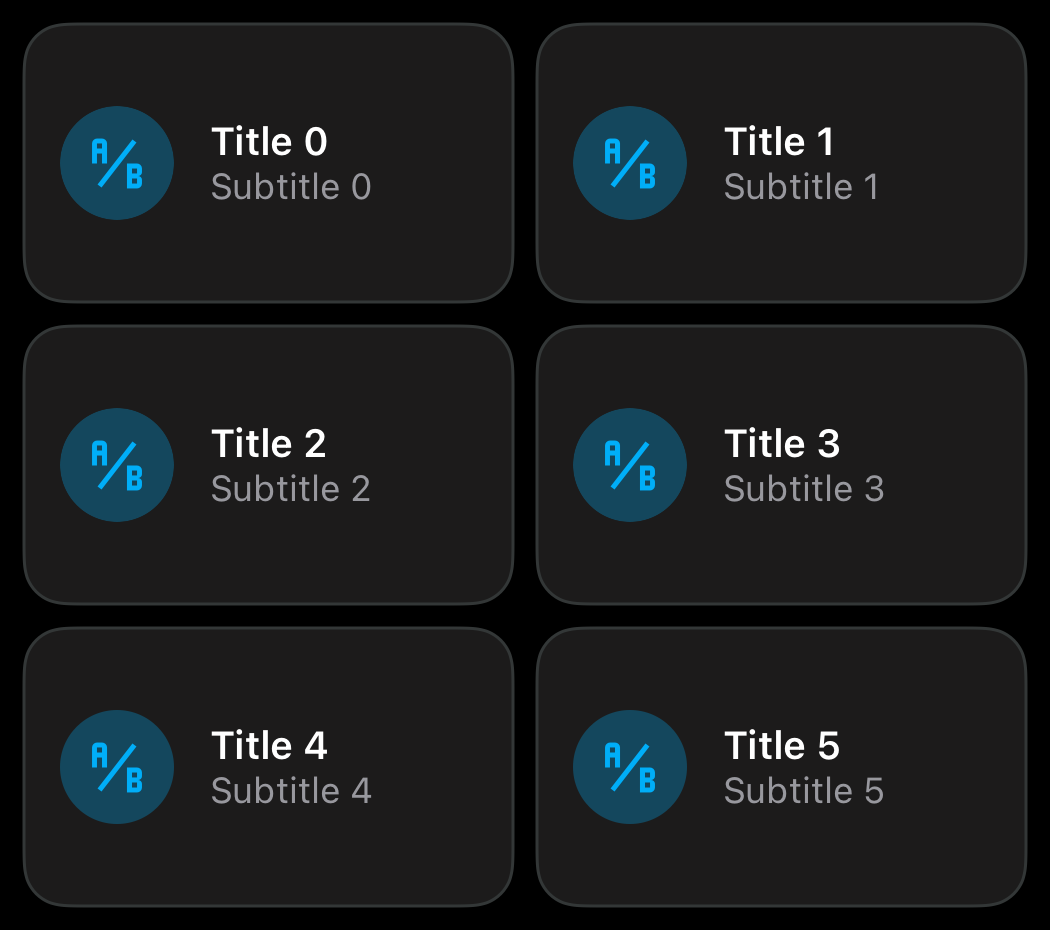 A/B
Title 0
Subtitle 0
A/B
Title 1
Subtitle 1
A/B
Title 2
Subtitle 2
A/B
Title 3
Subtitle 3
A/B
Title 4
Subtitle 4
A/B
Title 5
Subtitle 5